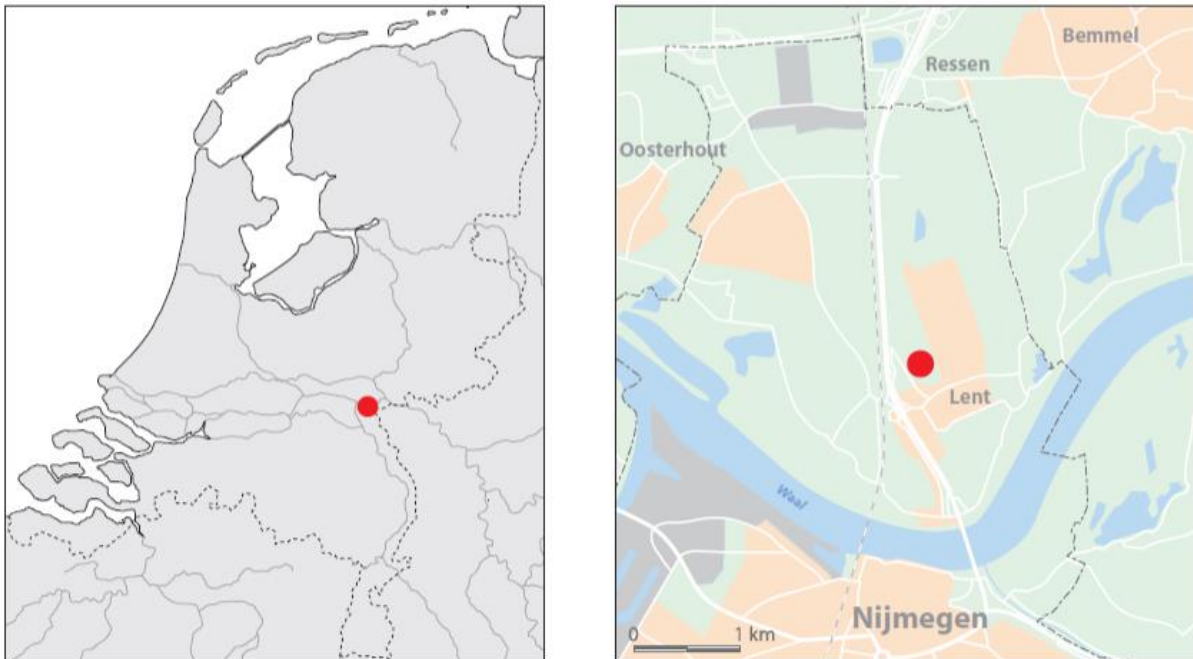 Bemmel
Ressen
Oosterhout
Lent
Waal
Nijmegen
0 1 km